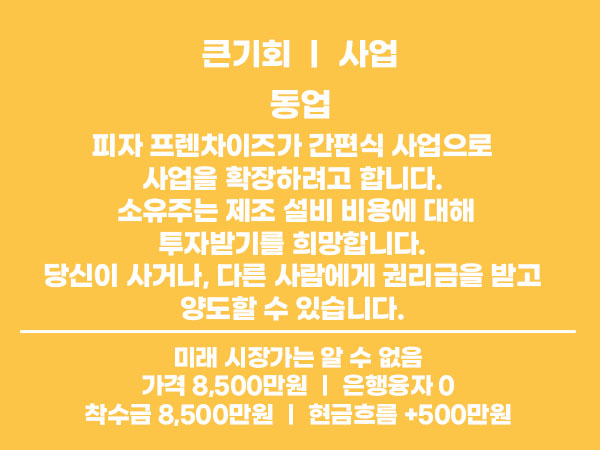 큰기회 | 사업
동업
피자 프렌차이즈가 간편식 사업으로
사업을 확장하려고 합니다.
소유주는 제조 설비 비용에 대해
투자받기를 희망합니다.
당신이 사거나, 다른 사람에게 권리금을 받고
양도할 수 있습니다.
미래 시장가는 알 수 없음
가격 8,500만원 | 은행융자 0
착수금 8,500만원 | 현금흐름 +500만원